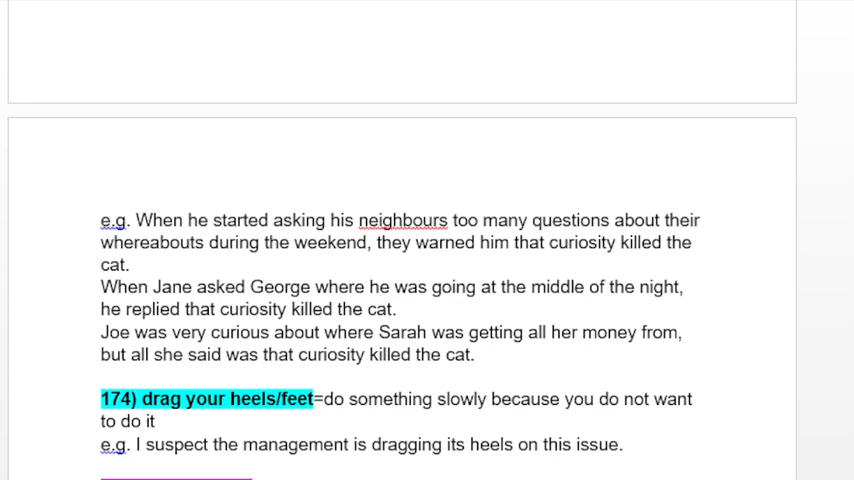 e.g. When he started asking his neighbours too many questions about their
whereabouts during the weekend, they warned him that curiosity killed the
cat.
When Jane asked George where he was going at the middle of the night,
he replied that curiosity killed the cat.
Joe was very curious about where Sarah was getting all her money from,
but all she said was that curiosity killed the cat.
174) drag your heels/feet=do something slowly because you do not want
to do it
e.g. I suspect the management is dragging its heels on this issue.